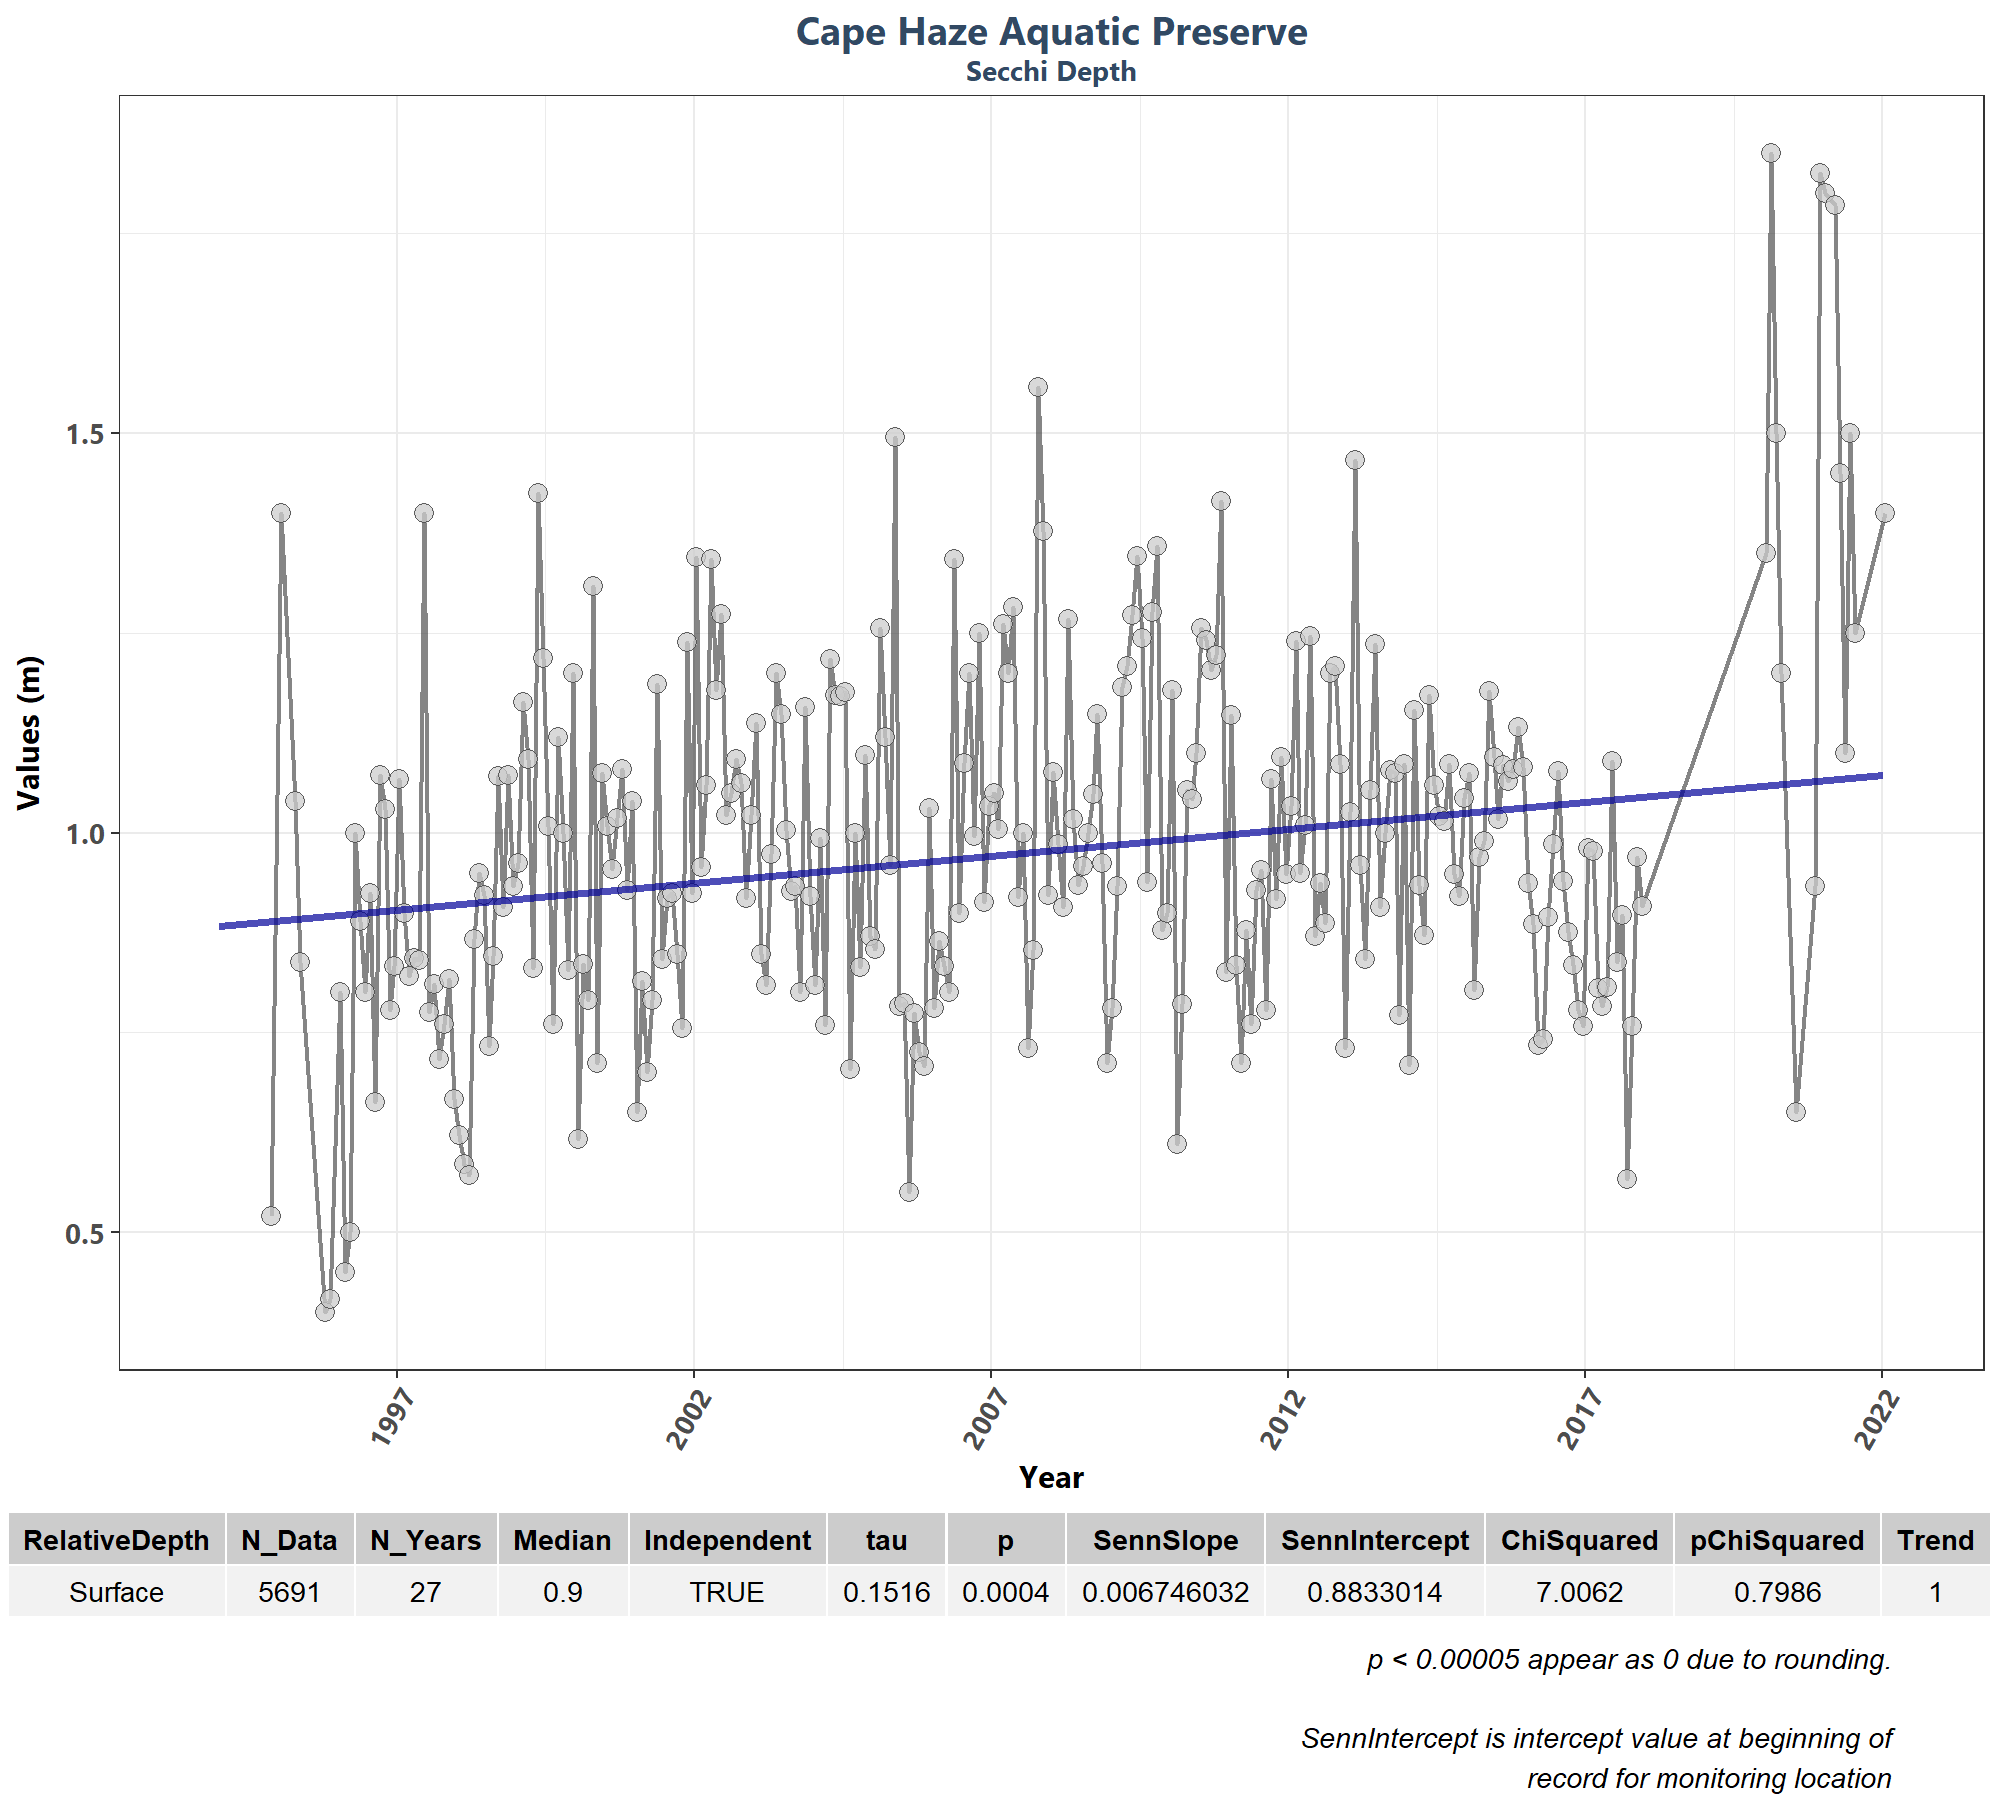 Cape Haze Aquatic Preserve
Secchi Depth
Values (m)
1.5
1.0
0.5
1997 2002 2007 2012 2017 2022
Year
RelativeDepth N_Data N_Years Median Independent tau p SennSlope SennIntercept ChiSquared pChiSquared Trend
Surface 5691 27 0.9 TRUE 0.1516 0.0004 0.006746032 0.8833014 7.0062 0.7986 1
p < 0.00005 appear as 0 due to rounding.
SennIntercept is intercept value at beginning of
record for monitoring location